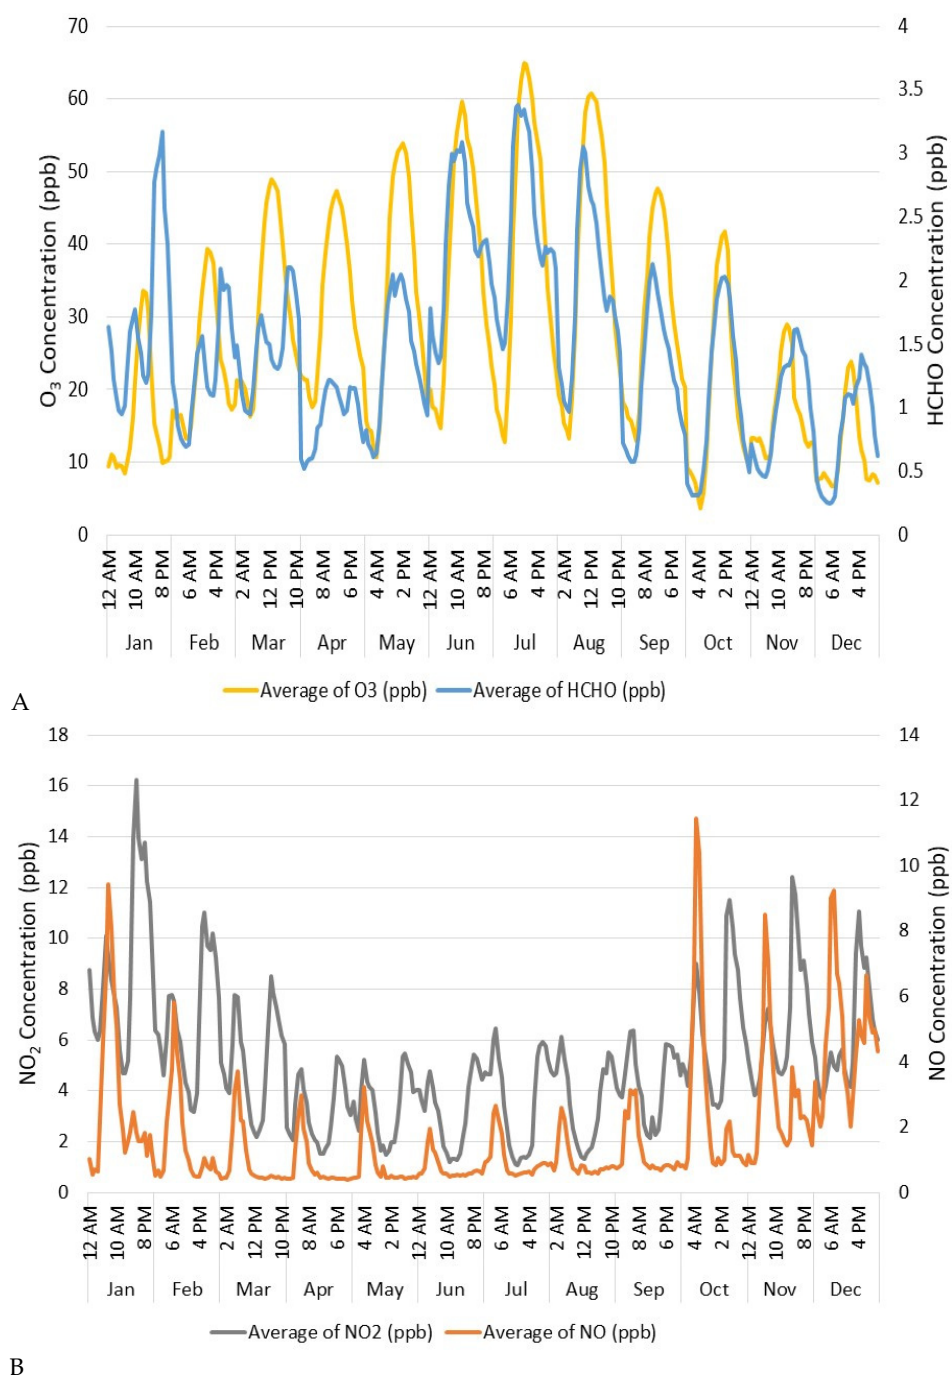 70
60
50
40
30
20
10
0
O3 Concentration (ppb)
4
3.5
3
2.5
2
1.5
1
0.5
0
HCHO Concentration (ppb)
12 AM 10 AM 8 PM 6 AM 4 PM 2 AM 12 PM 10 PM 8 AM 6 PM 4 AM 2 PM 12 AM 10 AM 8 PM 6 AM 4 PM 2 AM 12 PM 10 PM 8 AM 6 PM 4 AM 2 PM 12 AM 10 AM 8 PM 6 AM 4 PM
Jan Feb Mar Apr May Jun Jul Aug Sep Oct Nov Dec
Average of O3 (ppb) Average of HCHO (ppb)
A
18
16
14
12
10
8
6
4
2
0
NO2 Concentration (ppb)
14
12
10
8
6
4
2
0
NO Concentration (ppb)
12 AM 10 AM 8 PM 6 AM 4 PM 2 AM 12 PM 10 PM 8 AM 6 PM 4 AM 2 PM 12 AM 10 AM 8 PM 6 AM 4 PM 2 AM 12 PM 10 PM 8 AM 6 PM 4 AM 2 PM 12 AM 10 AM 8 PM 6 AM 4 PM
Jan Feb Mar Apr May Jun Jul Aug Sep Oct Nov Dec
Average of NO2 (ppb) Average of NO (ppb)
B